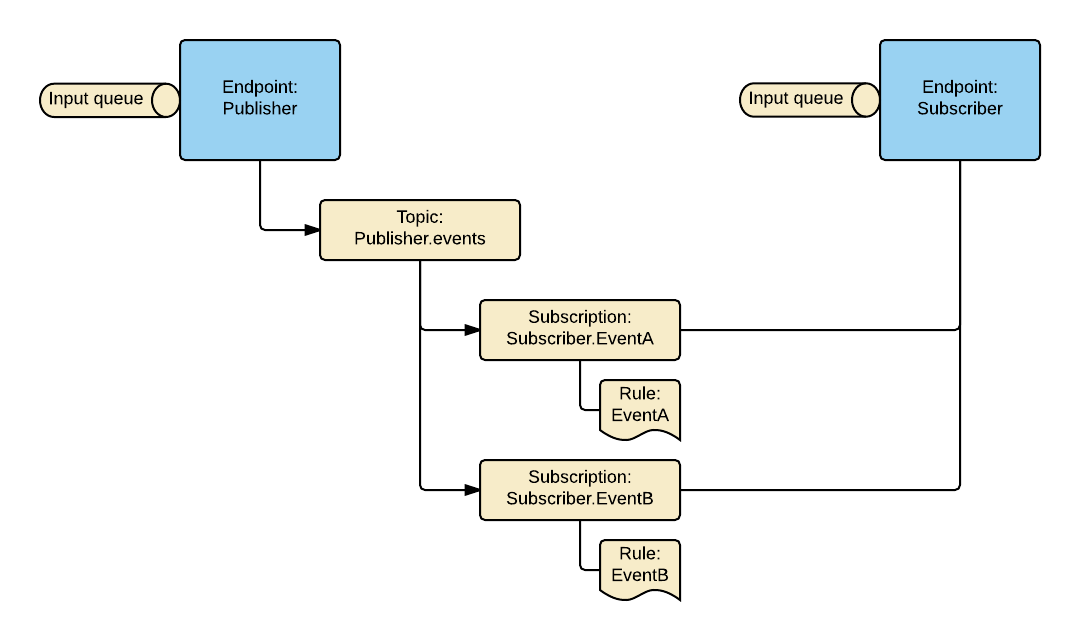 Input queue
Endpoint:
Publisher
Input queue
Endpoint:
Subscriber
Topic:
Publisher.events
Subscription:
Subscriber.EventA
Rule:
EventA
Subscription:
Subscriber.EventB
Rule:
EventB